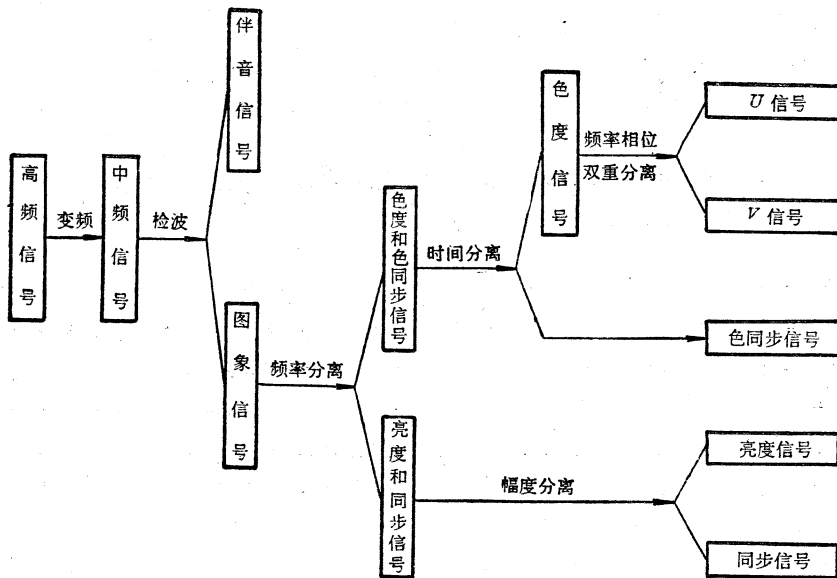 高频信号
变频
中频信号
检波
伴音信号
图象信号
频率分离
色度和色同步信号
时间分离
色度信号
频率相位
双重分离
U 信号
V 信号
色同步信号
亮度和同步信号
幅度分离
亮度信号
同步信号